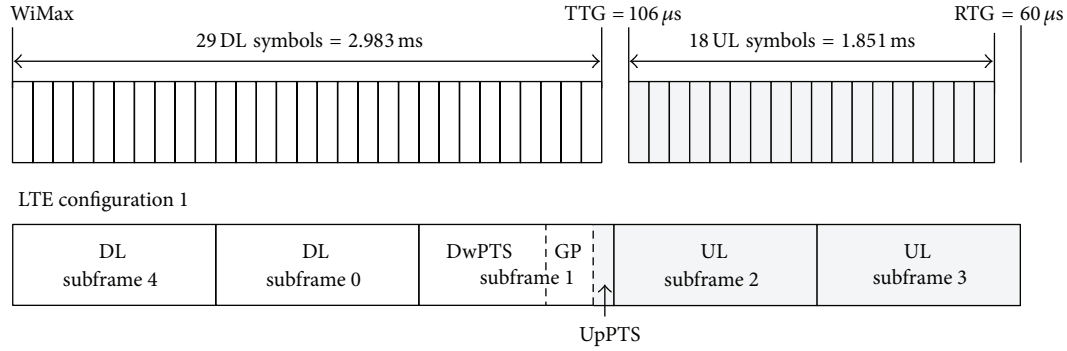 WiMax
TTG = 106 μs
RTG = 60 μs
29 DL symbols = 2.983 ms
18 UL symbols = 1.851 ms
LTE configuration 1
DL
subframe 4
DL
subframe 0
DwPTS
GP
subframe 1
UL
subframe 2
UL
subframe 3
UpPTS